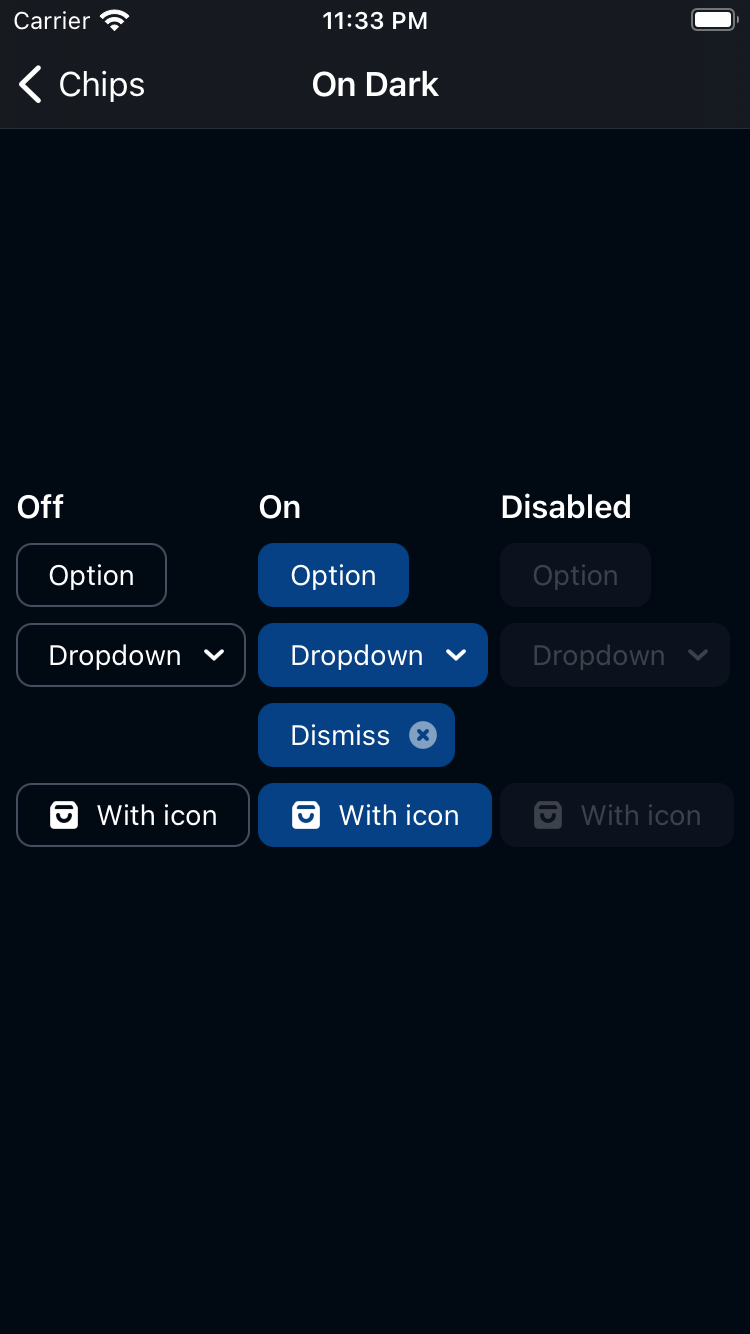 Carrier 11:33 PM
Chips On Dark
Off On Disabled
Option Option Option
Dropdown Dropdown Dropdown
Dismiss
With icon With icon With icon